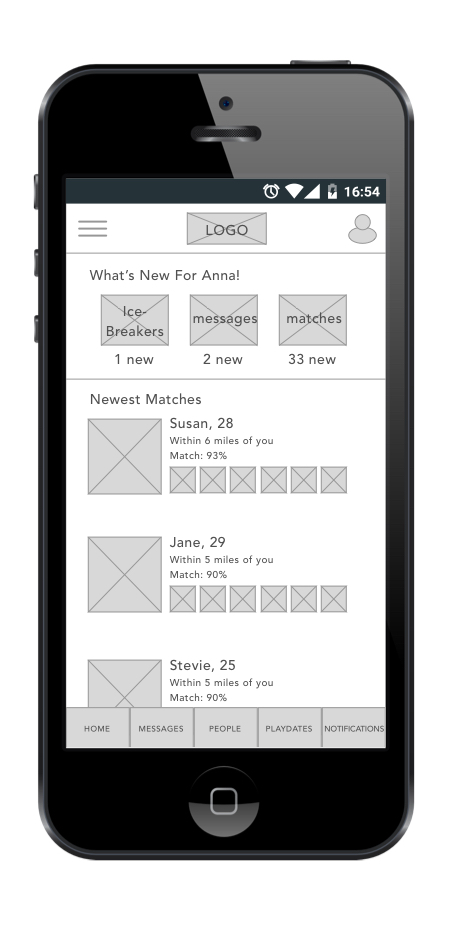 16:54
LOGO
What's New For Anna!
Ice-
Breakers
messages
matches
1 new
2 new
33 new
Newest Matches
Susan, 28
Within 6 miles of you
Match: 93%
Jane, 29
Within 5 miles of you
Match: 90%
Stevie, 25
Within 5 miles of you
Match: 90%
HOME
MESSAGES
PEOPLE
PLAYDATES
NOTIFICATIONS